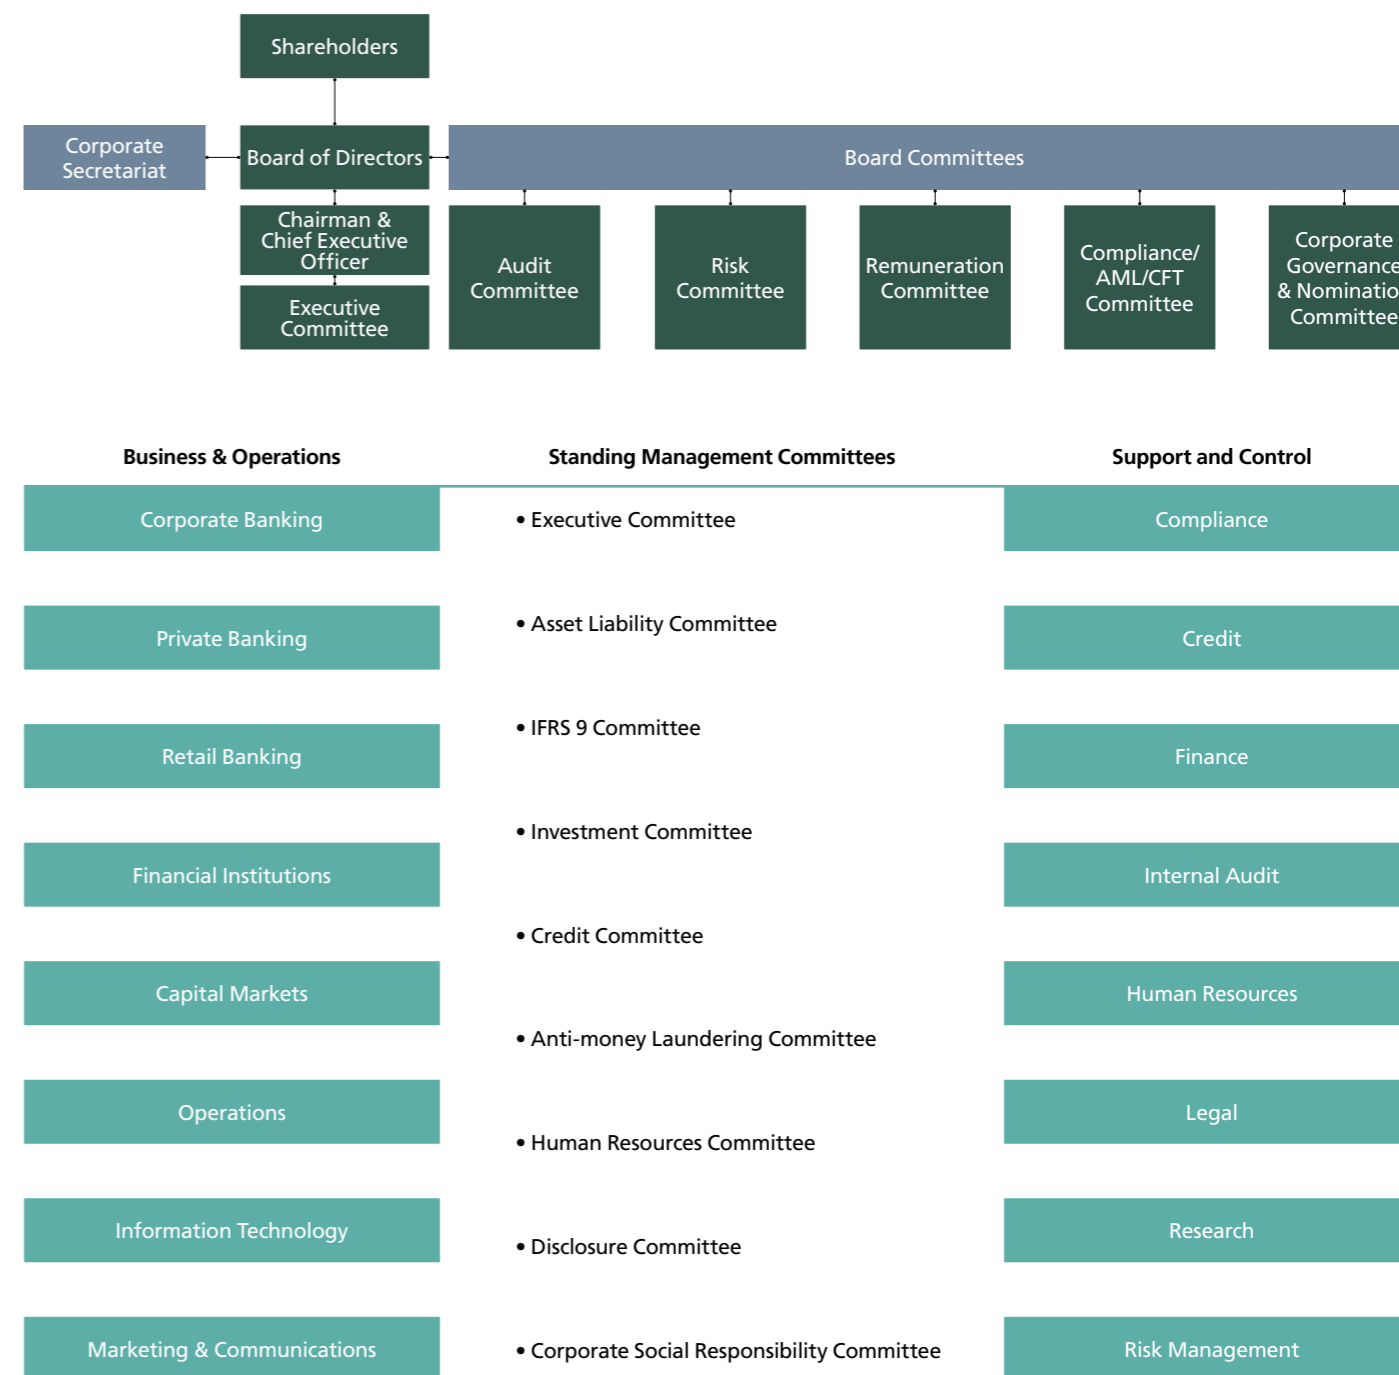 Shareholders
Corporate
Secretariat
Board of Directors
Board Committees
Chairman &
Chief Executive
Officer
Executive
Committee
Audit
Committee
Risk
Committee
Remuneration
Committee
Compliance/
AML/CFT
Committee
Corporate
Governance
& Nominatio
Committee
Business & Operations
Standing Management Committees
Support and Control
Corporate Banking
• Executive Committee
Compliance
Private Banking
• Asset Liability Committee
Credit
Retail Banking
• IFRS 9 Committee
Finance
Financial Institutions
• Investment Committee
Internal Audit
Capital Markets
• Credit Committee
Human Resources
Operations
• Anti-money Laundering Committee
Legal
Information Technology
• Human Resources Committee
Research
Marketing & Communications
• Disclosure Committee
Risk Management
• Corporate Social Responsibility Committee